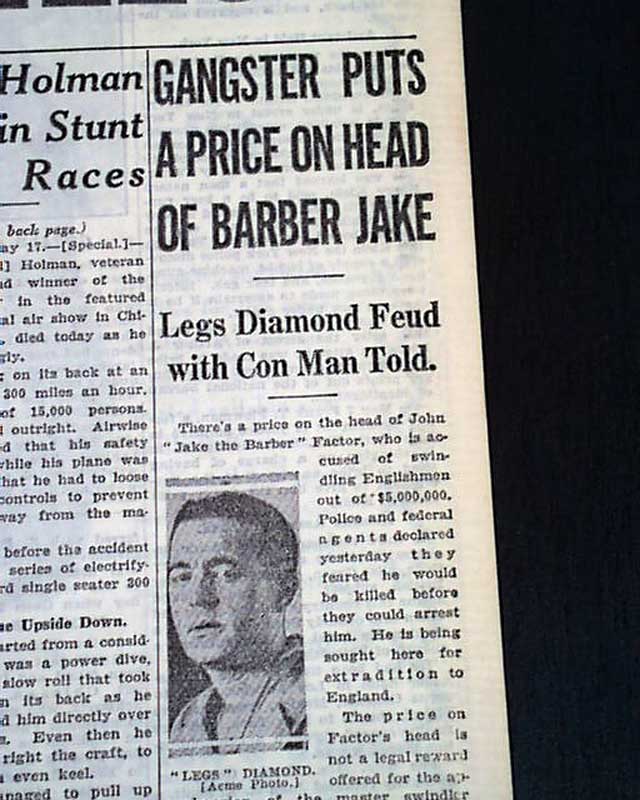 Holman
in Stunt
Races
back page.)
ay 17.—[Special.]—
] Holman, veteran
ad winner of the
r in the featured
al air show in Chi-
. died today as he
gly.
r on its back at an
300 miles an hour,
of 15,000 persons.
l outright. Airwise
d that his safety
while his plane was
hat he had to loose
controls to prevent
way from the ma-
before the accident
series of electrify-
rd single seater 300
ne Upside Down.
arted from a consid-
was a power dive,
slow roll that took
n its back as he
d him directly over
s. Even then he
right the craft, to
a even keel.
anaged to pull up
GANGSTER PUTS
A PRICE ON HEAD
OF BARBER JAKE
Legs Diamond Feud
with Con Man Told.
There's a price on the head of John
"Jake the Barber" Factor, who is ac-
cused of swin-
dling Englishmen
out of $5,000,000.
Police and federal
agents declared
yesterday they
feared he would
be killed before
they could arrest
him. He is being
sought here for
extradition to
England.
The price on
Factor's head is
not a legal reward
offered for the ap-
"LEGS" DIAMOND.
[Acme Photo.]
of the master swindler